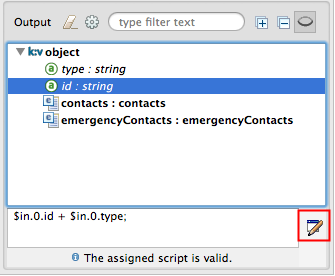 Output type filter text
k:v object
a type : string
a id : string
e contacts : contacts
e emergencyContacts : emergencyContacts
$in.0.id + $in.0.type;
The assigned script is valid.